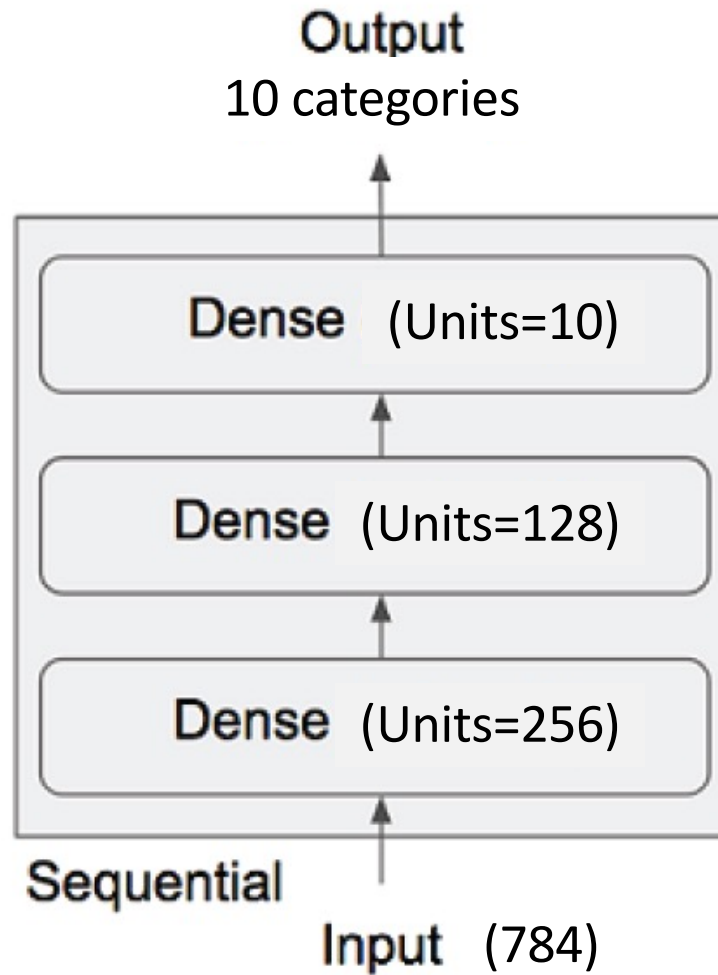 Output
10 categories
Dense (Units=10)
Dense (Units=128)
Dense (Units=256)
Sequential
Input (784)